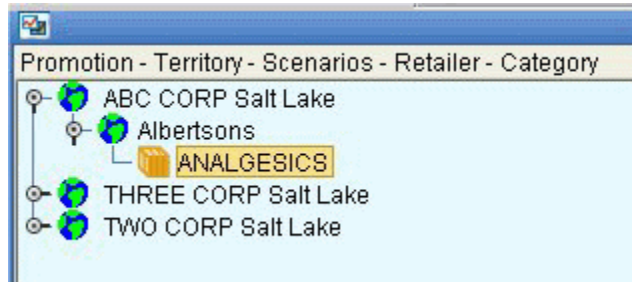 Promotion - Territory - Scenarios - Retailer - Category
ABC CORP Salt Lake
Albertsons
ANALGESICS
THREE CORP Salt Lake
TWO CORP Salt Lake